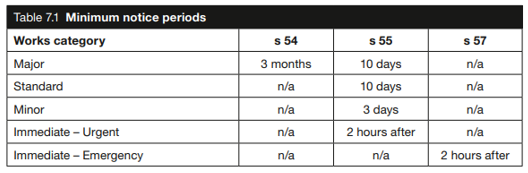 Table 7.1 Minimum notice periods
Works category s 54 s 55 s 57
Major 3 months 10 days n/a
Standard n/a 10 days n/a
Minor n/a 3 days n/a
Immediate – Urgent n/a 2 hours after n/a
Immediate – Emergency n/a n/a 2 hours after